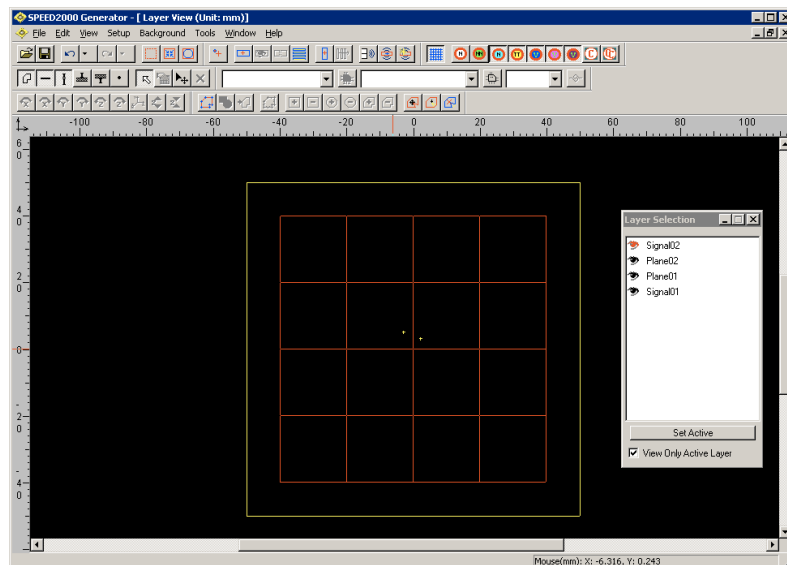 SPEED2000 Generator - [ Layer View (Unit: mm)]
File Edit View Setup Background Tools Window Help
-100 -80 -60 -40 -20 0 20 40 60 80 100
6
0
4
0
2
0
0
-
2
0
-
4
0
Layer Selection
Signal02
Plane02
Plane01
Signal01
Set Active
View Only Active Layer
Mouse(mm): X: -6.316, Y: 0.243